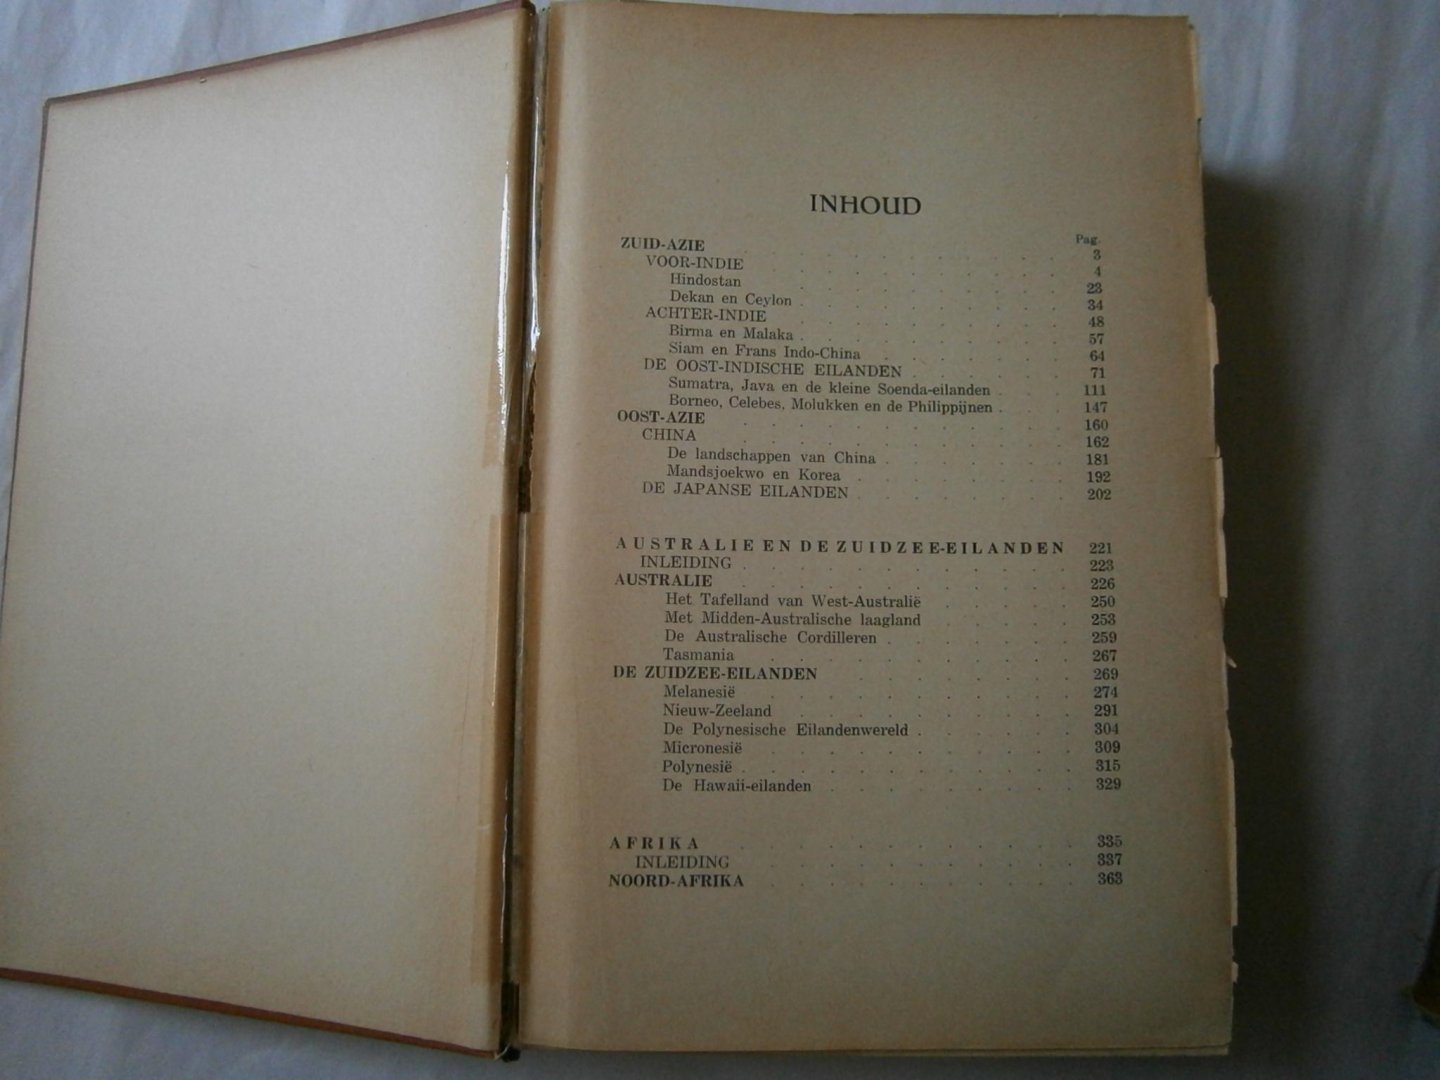 INHOUD
Pag.
ZUID-AZIE . . . . . . . . . . . 3
VOOR-INDIE . . . . . . . . . . . 4
Hindostan . . . . . . . . . . 23
Dekan en Ceylon . . . . . . . . . . 34
ACHTER-INDIE . . . . . . . . . . 48
Birma en Malaka . . . . . . . . . . 57
Siam en Frans Indo-China . . . . . . . 64
DE OOST-INDISCHE EILANDEN . . . . . . 71
Sumatra, Java en de kleine Soenda-eilanden . . . 111
Borneo, Celebes, Molukken en de Philippijnen . . . 147
OOST-AZIE . . . . . . . . . . . . 160
CHINA . . . . . . . . . . . . 162
De landschappen van China . . . . . . . 181
Mandsjoekwo en Korea . . . . . . . . 192
DE JAPANSE EILANDEN . . . . . . . . 202
AUSTRALIE EN DE ZUIDZEE-EILANDEN 221
INLEIDING . . . . . . . . . . . . 223
AUSTRALIE . . . . . . . . . . . . 226
Het Tafelland van West-Australië . . . . . 250
Met Midden-Australische laagland . . . . . 253
De Australische Cordilleren . . . . . . . 259
Tasmania . . . . . . . . . . . 267
DE ZUIDZEE-EILANDEN . . . . . . . . 269
Melanesië . . . . . . . . . . . 274
Nieuw-Zeeland . . . . . . . . . . 291
De Polynesische Eilandenwereld . . . . . . 304
Micronesië . . . . . . . . . . . 309
Polynesië . . . . . . . . . . . . 315
De Hawaii-eilanden . . . . . . . . . 329
AFRIKA . . . . . . . . . . . . 335
INLEIDING . . . . . . . . . . . 337
NOORD-AFRIKA . . . . . . . . . . . 363